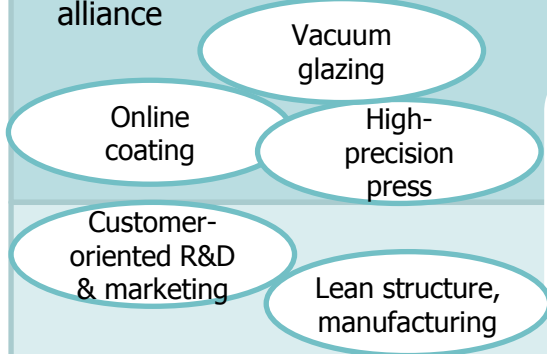 alliance
Vacuum
glazing
Online
coating
High-
precision
press
Customer-
oriented R&D
& marketing
Lean structure,
manufacturing